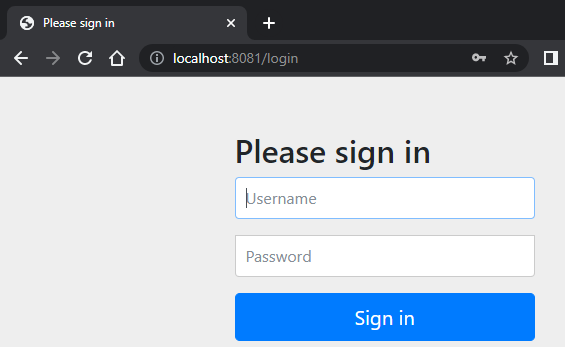 Please sign in
localhost:8081/login
Please sign in
Username
Password
Sign in